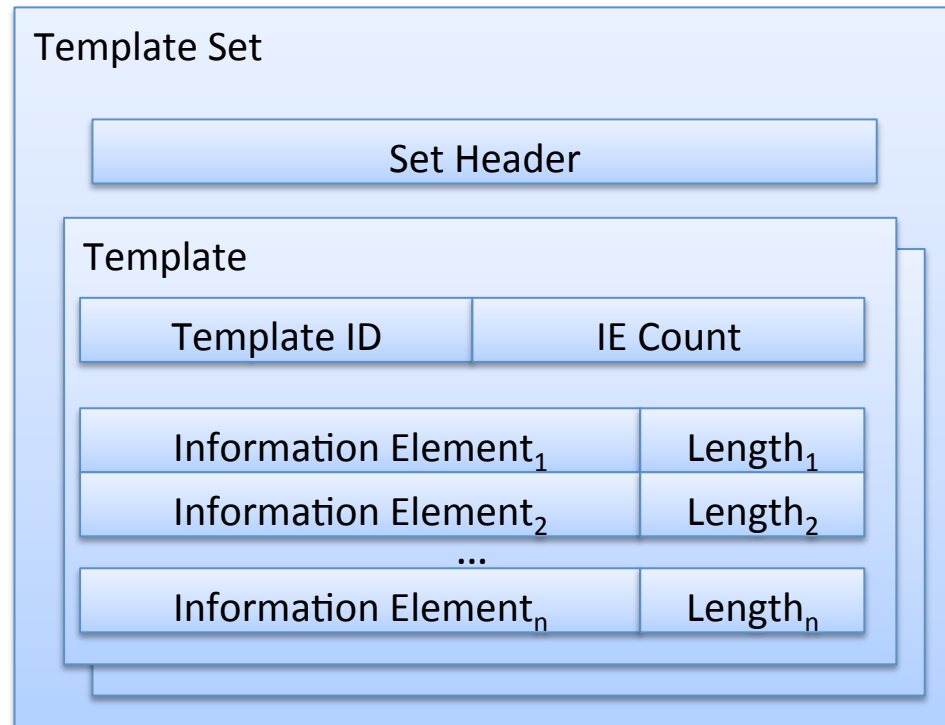 Template Set
Set Header
Template
Template ID IE Count
Information Element₁ Length₁
Information Element₂ Length₂
...
Information Elementₙ Lengthₙ